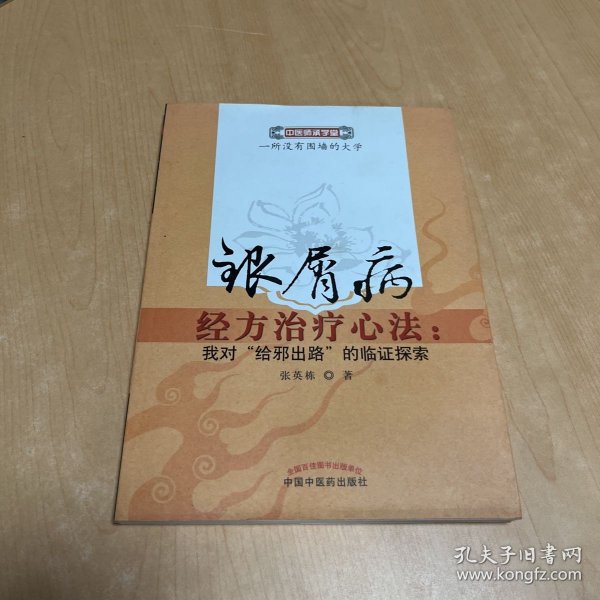 中医师承学堂
一所没有围墙的大学
银屑病
经方治疗心法：
我对“给邪出路”的临证探索
张英栋 ◎ 著
全国百佳图书出版单位
中国中医药出版社
孔夫子旧书网
www.kongfz.com